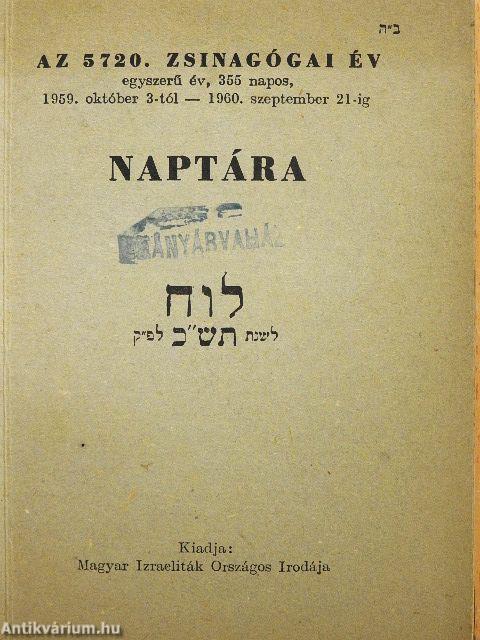 ב״ה
AZ 5720. ZSINAGÓGAI ÉV
egyszerű év, 355 napos,
1959. október 3-tól — 1960. szeptember 21-ig
NAPTÁRA
לוח
לשנת תש"כ לפ״ק
Kiadja:
Magyar Izraeliták Országos Irodája
Antikvárium.hu